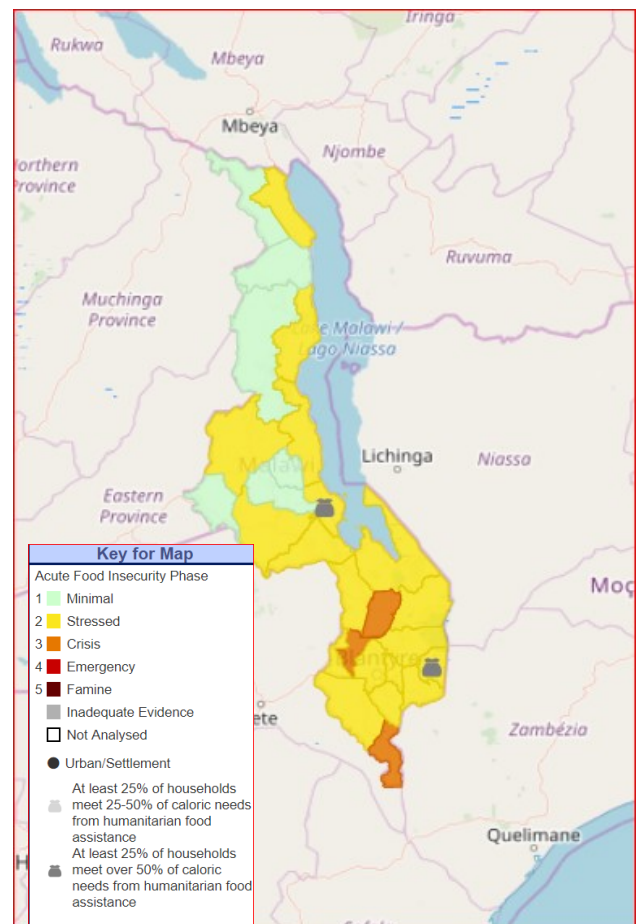 Iringa
Rukwa
Mbeya
Mbeya
Njombe
orthern
Province
Ruvuma
Muchinga
Province
Lake Malawi /
Lago Niassa
Malawi
Lichinga
Niassa
Eastern
Province
Moç
Blantyre
ete
Zambézia
Quelimane
H
Key for Map
Acute Food Insecurity Phase
1 Minimal
2 Stressed
3 Crisis
4 Emergency
5 Famine
Inadequate Evidence
Not Analysed
Urban/Settlement
At least 25% of households
meet 25-50% of caloric needs
from humanitarian food
assistance
At least 25% of households
meet over 50% of caloric
needs from humanitarian food
assistance